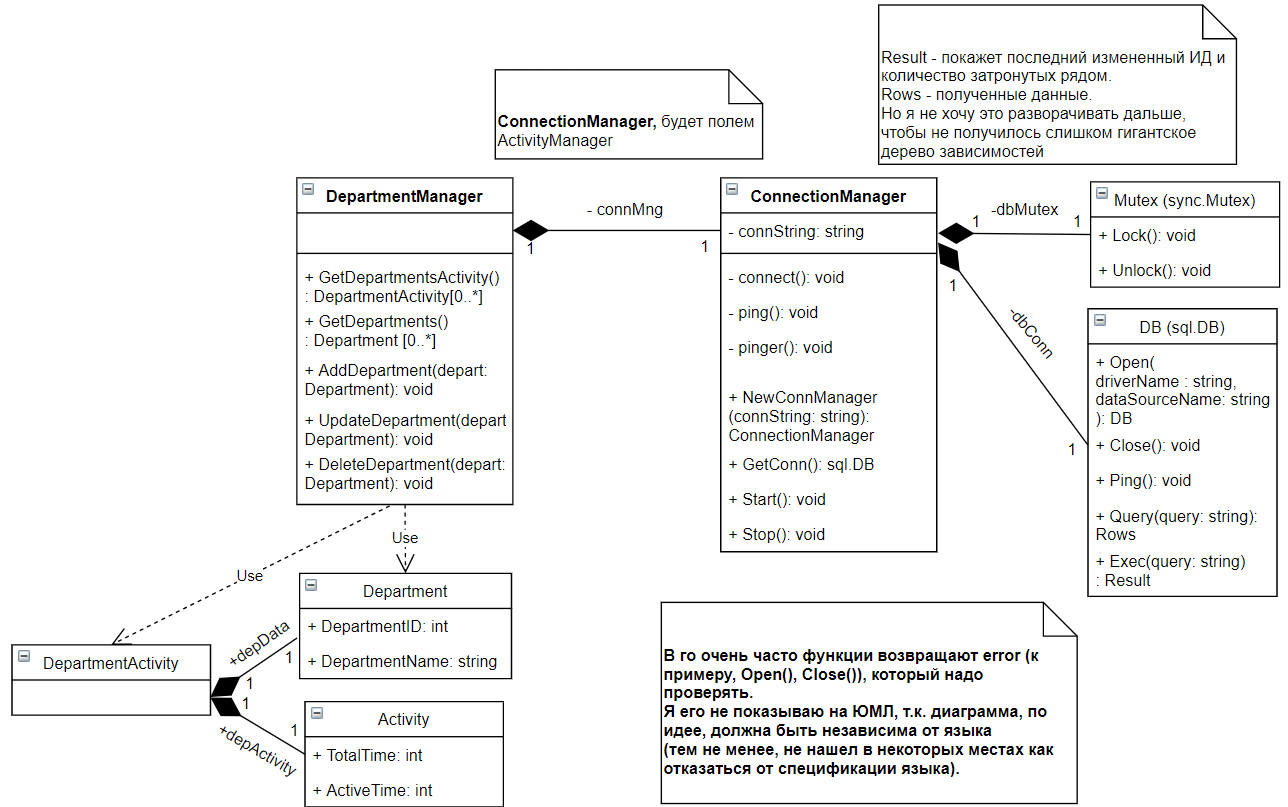 Result - покажет последний измененный ИД и
количество затронутых рядом.
Rows - полученные данные.
Но я не хочу это разворачивать дальше,
чтобы не получилось слишком гигантское
дерево зависимостей
ConnectionManager, будет полем
ActivityManager
DepartmentManager
+ GetDepartmentsActivity()
: DepartmentActivity[0..*]
+ GetDepartments()
: Department [0..*]
+ AddDepartment(depart:
Department): void
+ UpdateDepartment(depart
Department): void
+ DeleteDepartment(depart:
Department): void
- connMng
1
1
ConnectionManager
- connString: string
- connect(): void
- ping(): void
- pinger(): void
+ NewConnManager
(connString: string):
ConnectionManager
+ GetConn(): sql.DB
+ Start(): void
+ Stop(): void
-dbMutex
1
1
Mutex (sync.Mutex)
+ Lock(): void
+ Unlock(): void
1
-dbConn
1
DB (sql.DB)
+ Open(
driverName : string,
dataSourceName: string
): DB
+ Close(): void
+ Ping(): void
+ Query(query: string):
Rows
+ Exec(query: string)
: Result
Use
Use
Department
+ DepartmentID: int
+ DepartmentName: string
DepartmentActivity
+depData
1
1
1
1
+depActivity
Activity
+ TotalTime: int
+ ActiveTime: int
В го очень часто функции возвращают error (к
примеру, Open(), Close()), который надо
проверять.
Я его не показываю на ЮМЛ, т.к. диаграмма, по
идее, должна быть независима от языка
(тем не менее, не нашел в некоторых местах как
отказаться от спецификации языка).